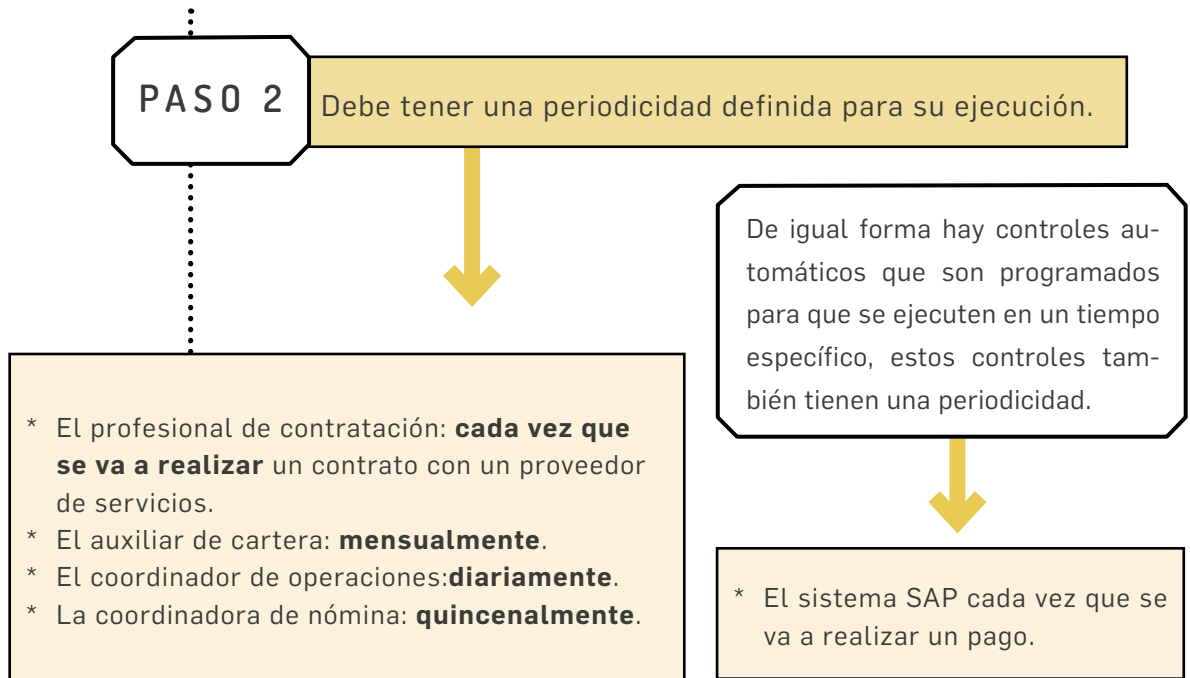 PASO 2
Debe tener una periodicidad definida para su ejecución.
De igual forma hay controles au-
tomáticos que son programados
para que se ejecuten en un tiempo
específico, estos controles tam-
bién tienen una periodicidad.
* El profesional de contratación: cada vez que
se va a realizar un contrato con un proveedor
de servicios.
* El auxiliar de cartera: mensualmente.
* El coordinador de operaciones:diariamente.
* La coordinadora de nómina: quincenalmente.
* El sistema SAP cada vez que se
va a realizar un pago.